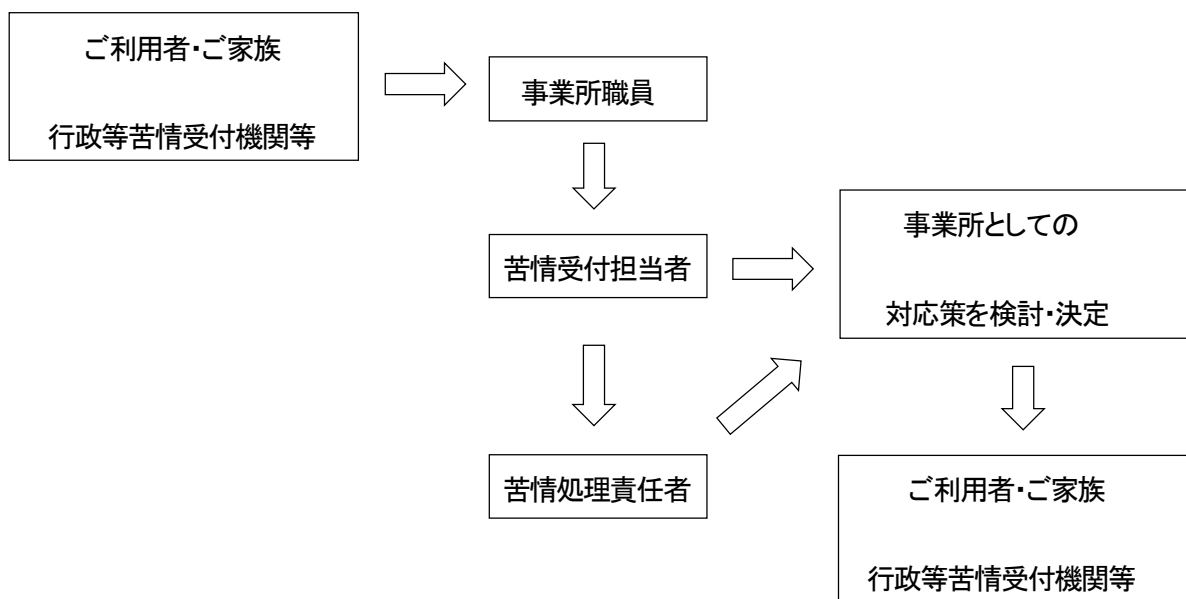 ご利用者・ご家族
行政等苦情受付機関等
事業所職員
苦情受付担当者
事業所としての
対応策を検討・決定
苦情処理責任者
ご利用者・ご家族
行政等苦情受付機関等